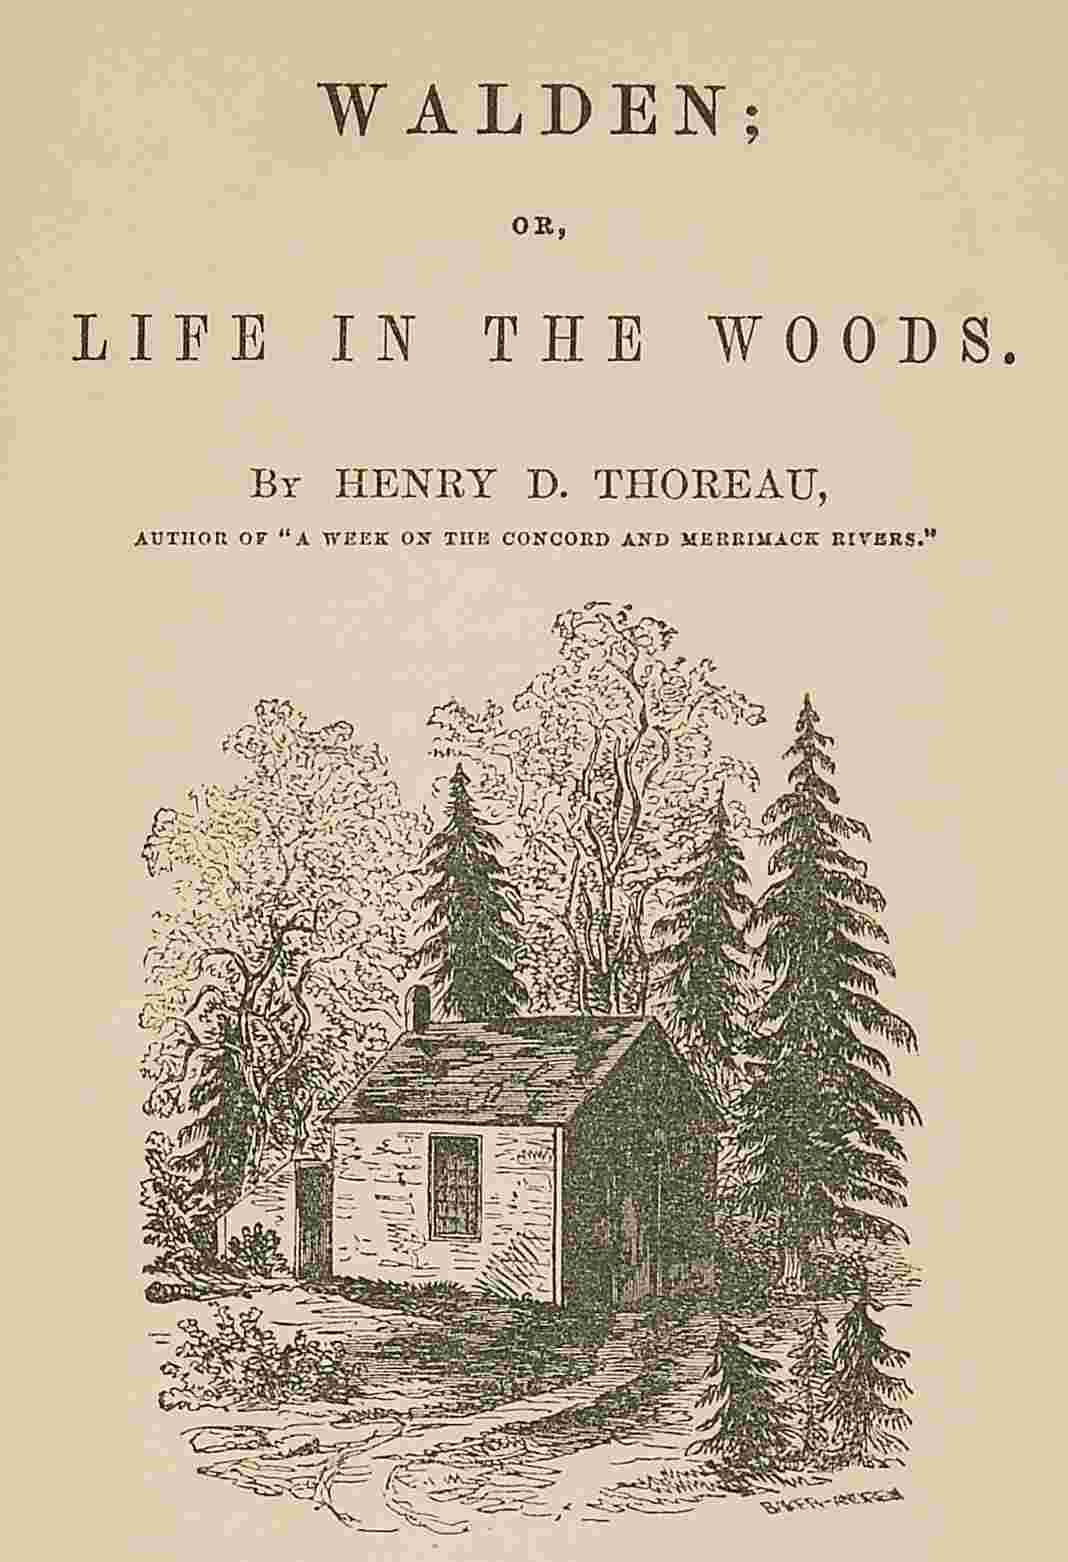 WALDEN;
OR,
LIFE IN THE WOODS.
BY HENRY D. THOREAU,
AUTHOR OF "A WEEK ON THE CONCORD AND MERRIMACK RIVERS."